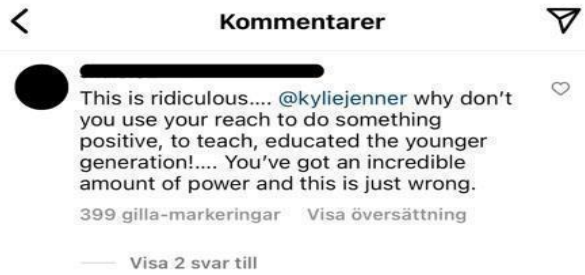 Kommentarer
This is ridiculous.... @kyliejenner why don't
you use your reach to do something
positive, to teach, educated the younger
generation!.... You've got an incredible
amount of power and this is just wrong.
399 gilla-markeringar Visa översättning
Visa 2 svar till